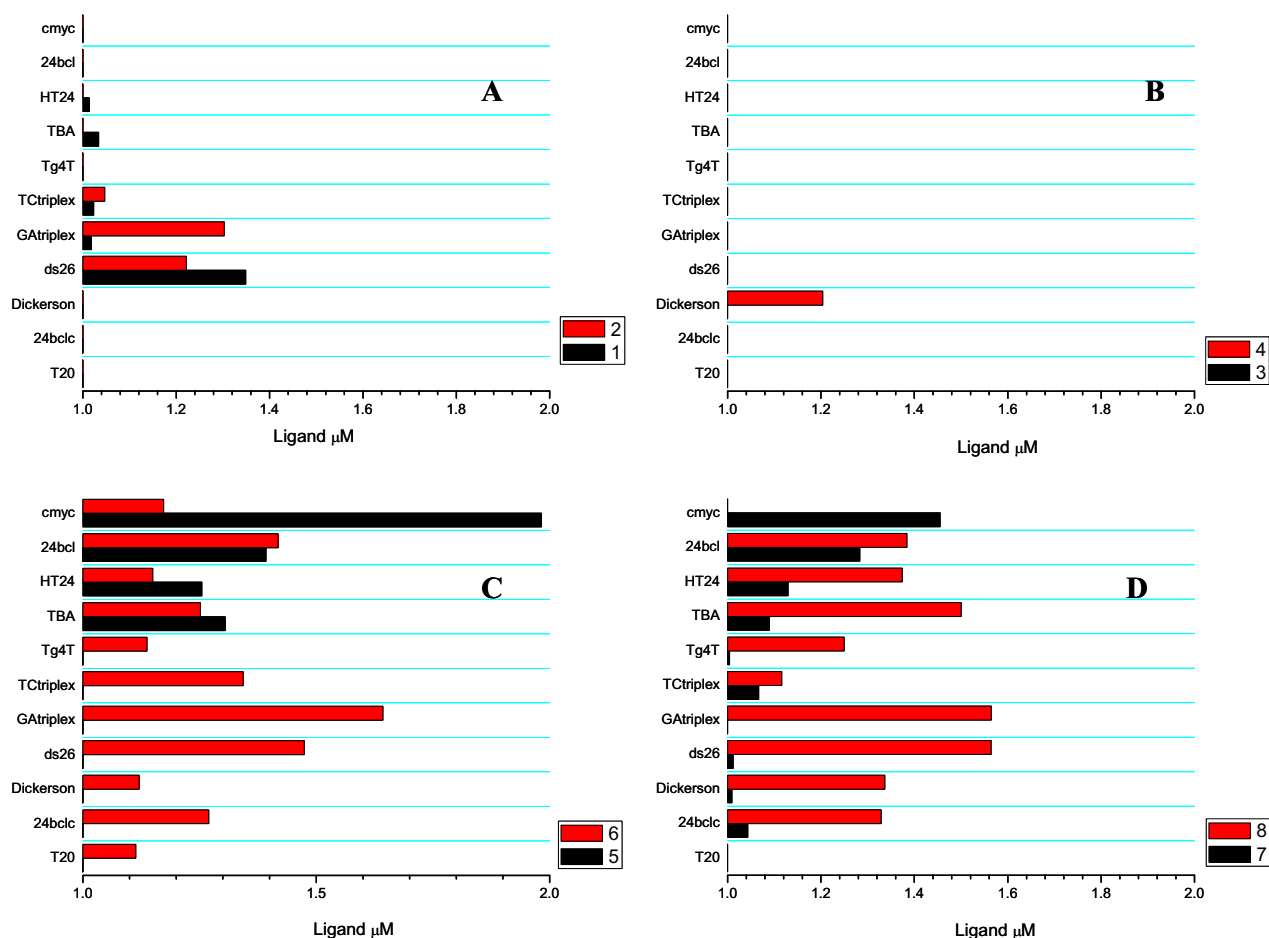 cmyc
24bcl
HT24
TBA
Tg4T
TCtriplex
GAtriplex
ds26
Dickerson
24bclc
T20
A
2
1
1.0 1.2 1.4 1.6 1.8 2.0
Ligand μM
cmyc
24bcl
HT24
TBA
Tg4T
TCtriplex
GAtriplex
ds26
Dickerson
24bclc
T20
B
4
3
1.0 1.2 1.4 1.6 1.8 2.0
Ligand μM
cmyc
24bcl
HT24
TBA
Tg4T
TCtriplex
GAtriplex
ds26
Dickerson
24bclc
T20
C
6
5
1.0 1.5 2.0
Ligand μM
cmyc
24bcl
HT24
TBA
Tg4T
TCtriplex
GAtriplex
ds26
Dickerson
24bclc
T20
D
8
7
1.0 1.2 1.4 1.6 1.8 2.0
Ligand μM